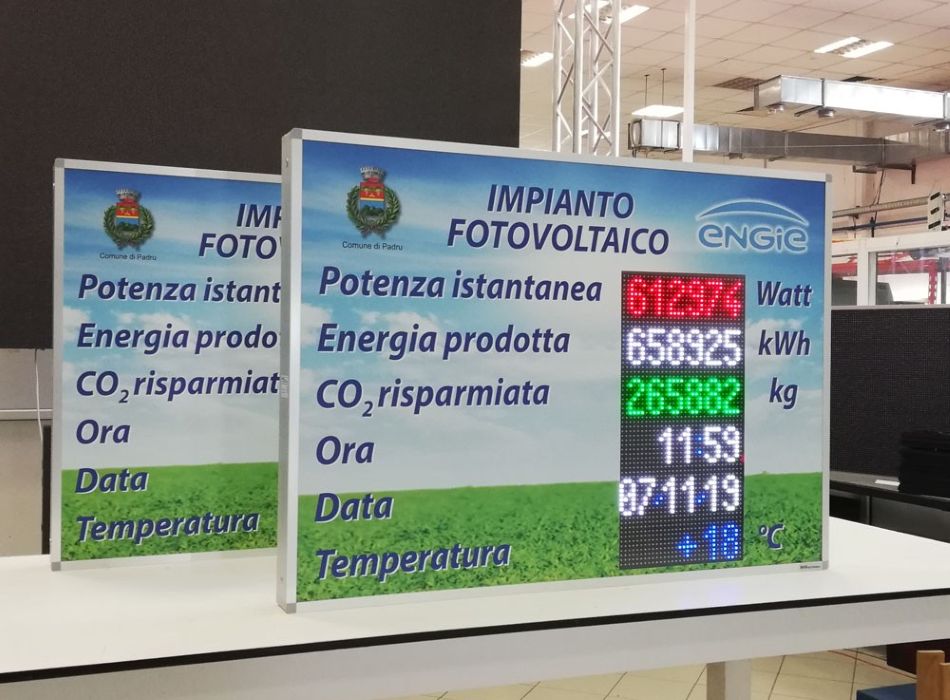 Comune di Padru
IMPIANTO
FOTOVOLTAICO
ENGIE
Potenza istantanea 612974 Watt
Energia prodotta 658925 kWh
CO2 risparmiata 265882 kg
Ora 11:59
Data 07-11-19
Temperatura +18 °C
Comune di Padru
IMP
FOTOV
Potenza istant
Energia prodo
CO2 risparmiat
Ora
Data
Temperatura